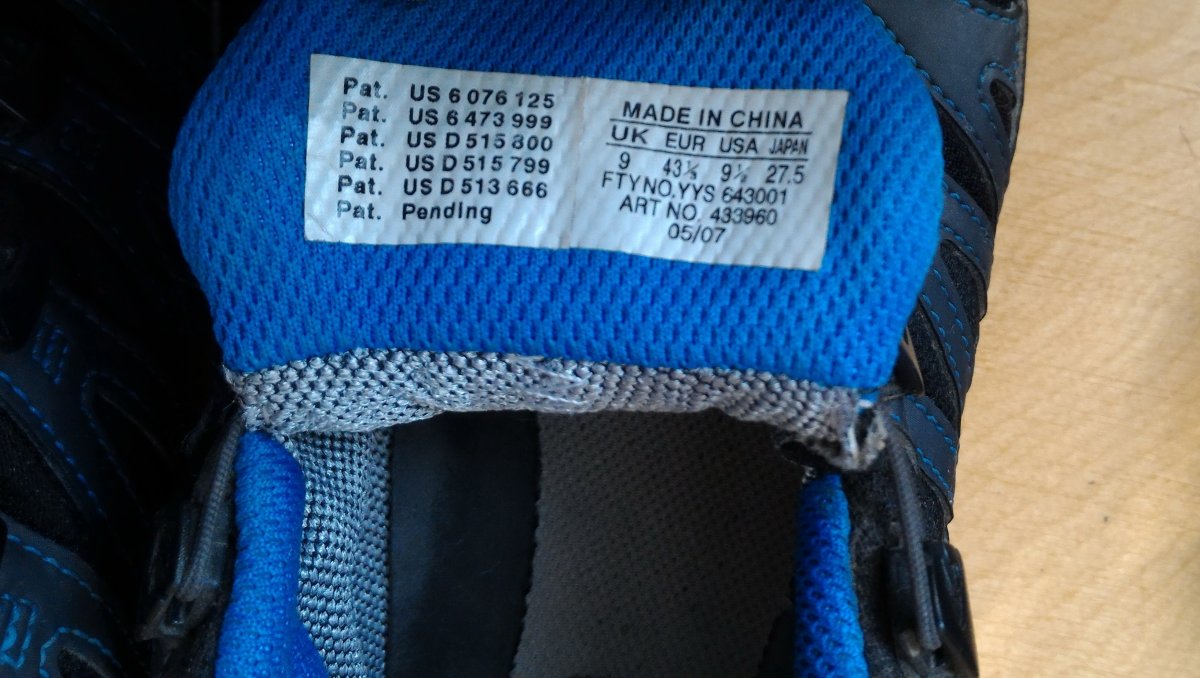 Pat. US 6 076 125
Pat. US 6 473 999
Pat. US D 515 800
Pat. US D 515 799
Pat. US D 513 666
Pat. Pending
MADE IN CHINA
UK EUR USA JAPAN
9 43⅓ 9½ 27.5
FTY NO. YYS 643001
ART NO. 433960
05/07